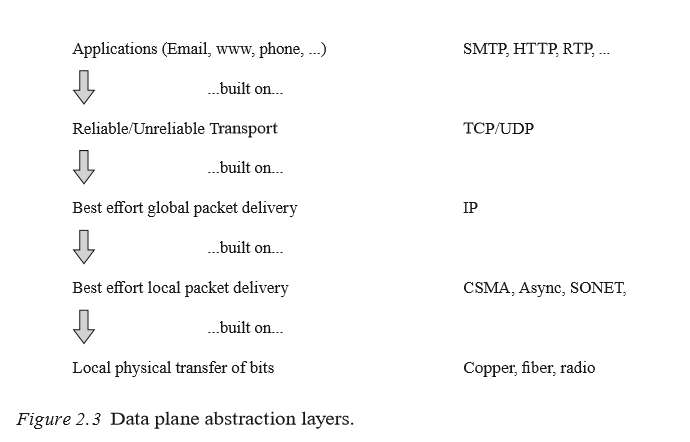 Applications (Email, www, phone, ...) SMTP, HTTP, RTP, ...
...built on...
Reliable/Unreliable Transport TCP/UDP
...built on...
Best effort global packet delivery IP
...built on...
Best effort local packet delivery CSMA, Async, SONET,
...built on...
Local physical transfer of bits Copper, fiber, radio
Figure 2.3 Data plane abstraction layers.